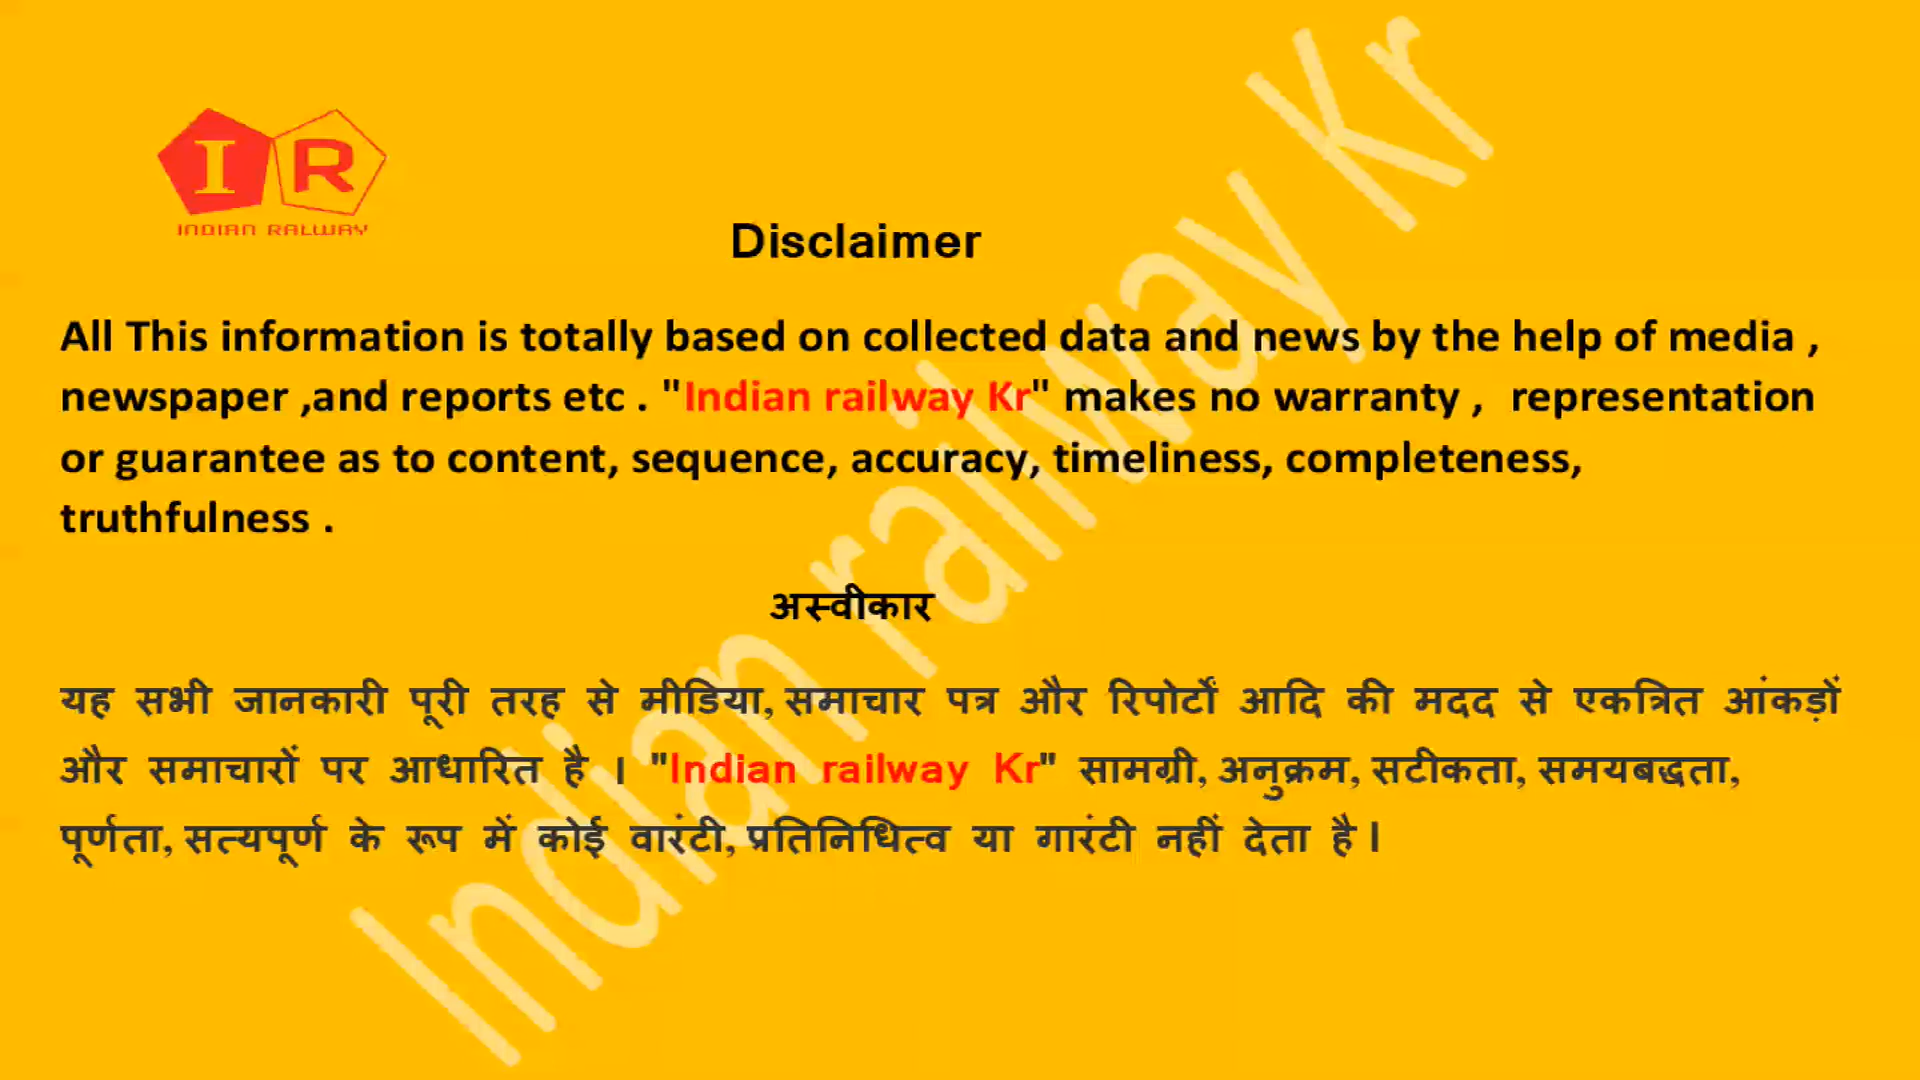 I R
INDIAN RALWAY
Disclaimer
All This information is totally based on collected data and news by the help of media ,
newspaper ,and reports etc . "Indian railway Kr" makes no warranty , representation
or guarantee as to content, sequence, accuracy, timeliness, completeness,
truthfulness .
अस्वीकार
यह सभी जानकारी पूरी तरह से मीडिया, समाचार पत्र और रिपोर्टों आदि की मदद से एकत्रित आंकड़ों
और समाचारों पर आधारित है । "Indian railway Kr" सामग्री, अनुक्रम, सटीकता, समयबद्धता,
पूर्णता, सत्यपूर्ण के रूप में कोई वारंटी, प्रतिनिधित्व या गारंटी नहीं देता है ।
Indian railway Kr